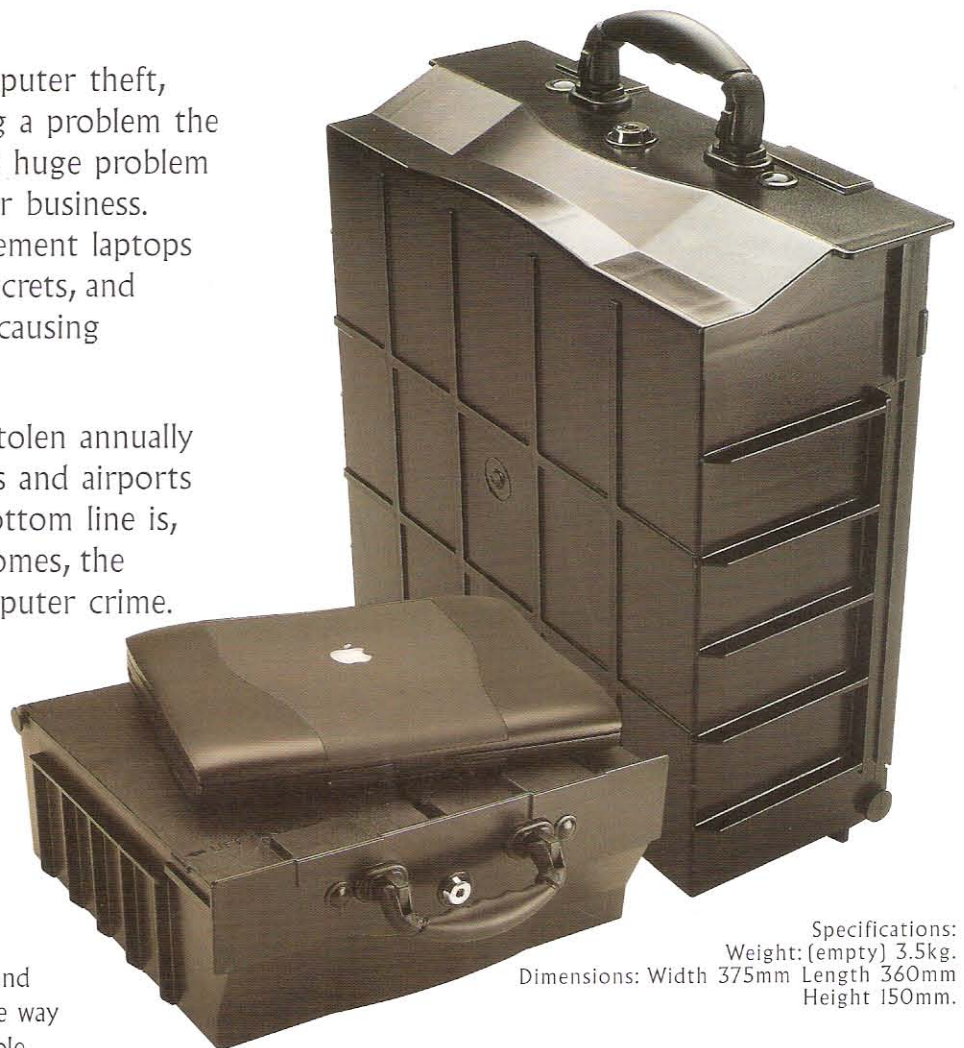 puter theft,
g a problem the
huge problem
r business.
ement laptops
crets, and
causing
tolen annually
s and airports
ottom line is,
omes, the
puter crime.
nd
e way
ple
Specifications:
Weight: (empty) 3.5kg.
Dimensions: Width 375mm Length 360mm
Height 150mm.